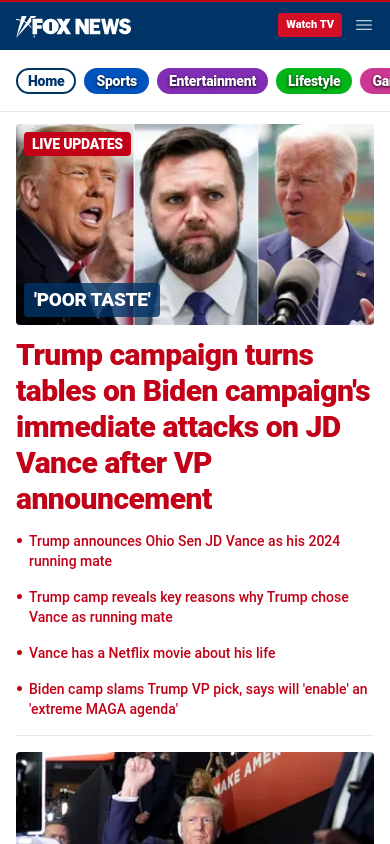 FOX NEWS
Watch TV
Home
Sports
Entertainment
Lifestyle
LIVE UPDATES
'POOR TASTE'
Trump campaign turns
tables on Biden campaign's
immediate attacks on JD
Vance after VP
announcement
• Trump announces Ohio Sen JD Vance as his 2024
running mate
• Trump camp reveals key reasons why Trump chose
Vance as running mate
• Vance has a Netflix movie about his life
• Biden camp slams Trump VP pick, says will 'enable' an
'extreme MAGA agenda'
MAKE AMER